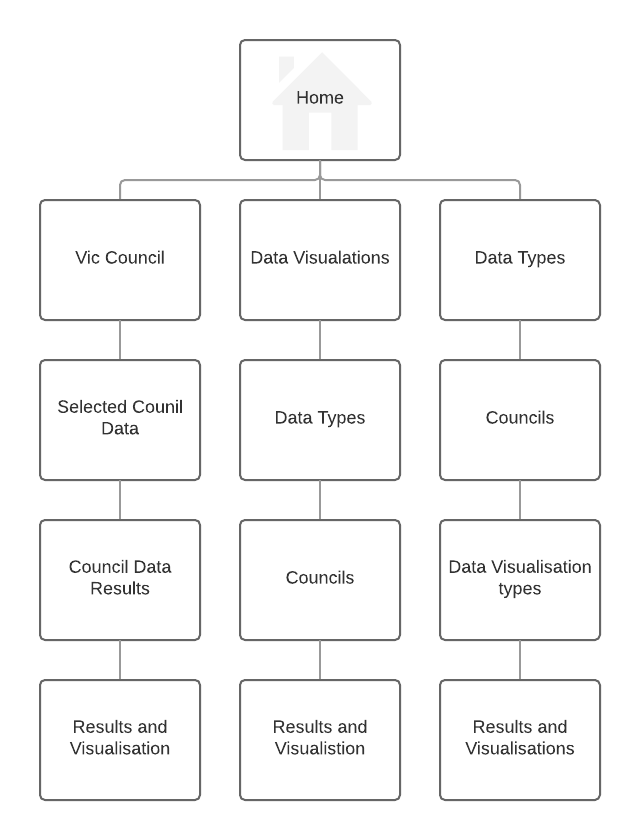 Home
Vic Council
Data Visualations
Data Types
Selected Counil
Data
Data Types
Councils
Council Data
Results
Councils
Data Visualisation
types
Results and
Visualisation
Results and
Visualistion
Results and
Visualisations